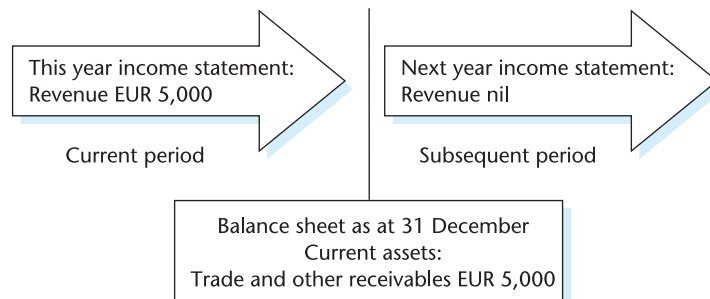 This year income statement:
Revenue EUR 5,000
Next year income statement:
Revenue nil
Current period
Subsequent period
Balance sheet as at 31 December
Current assets:
Trade and other receivables EUR 5,000